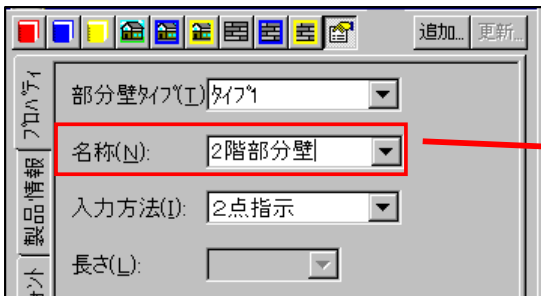 追加... 更新...
プロパティ
部分壁ﾀｲﾌﾟ(T) ﾀｲﾌﾟ1
名称(N): 2階部分壁
製品情報
入力方法(I): 2点指示
長さ(L):